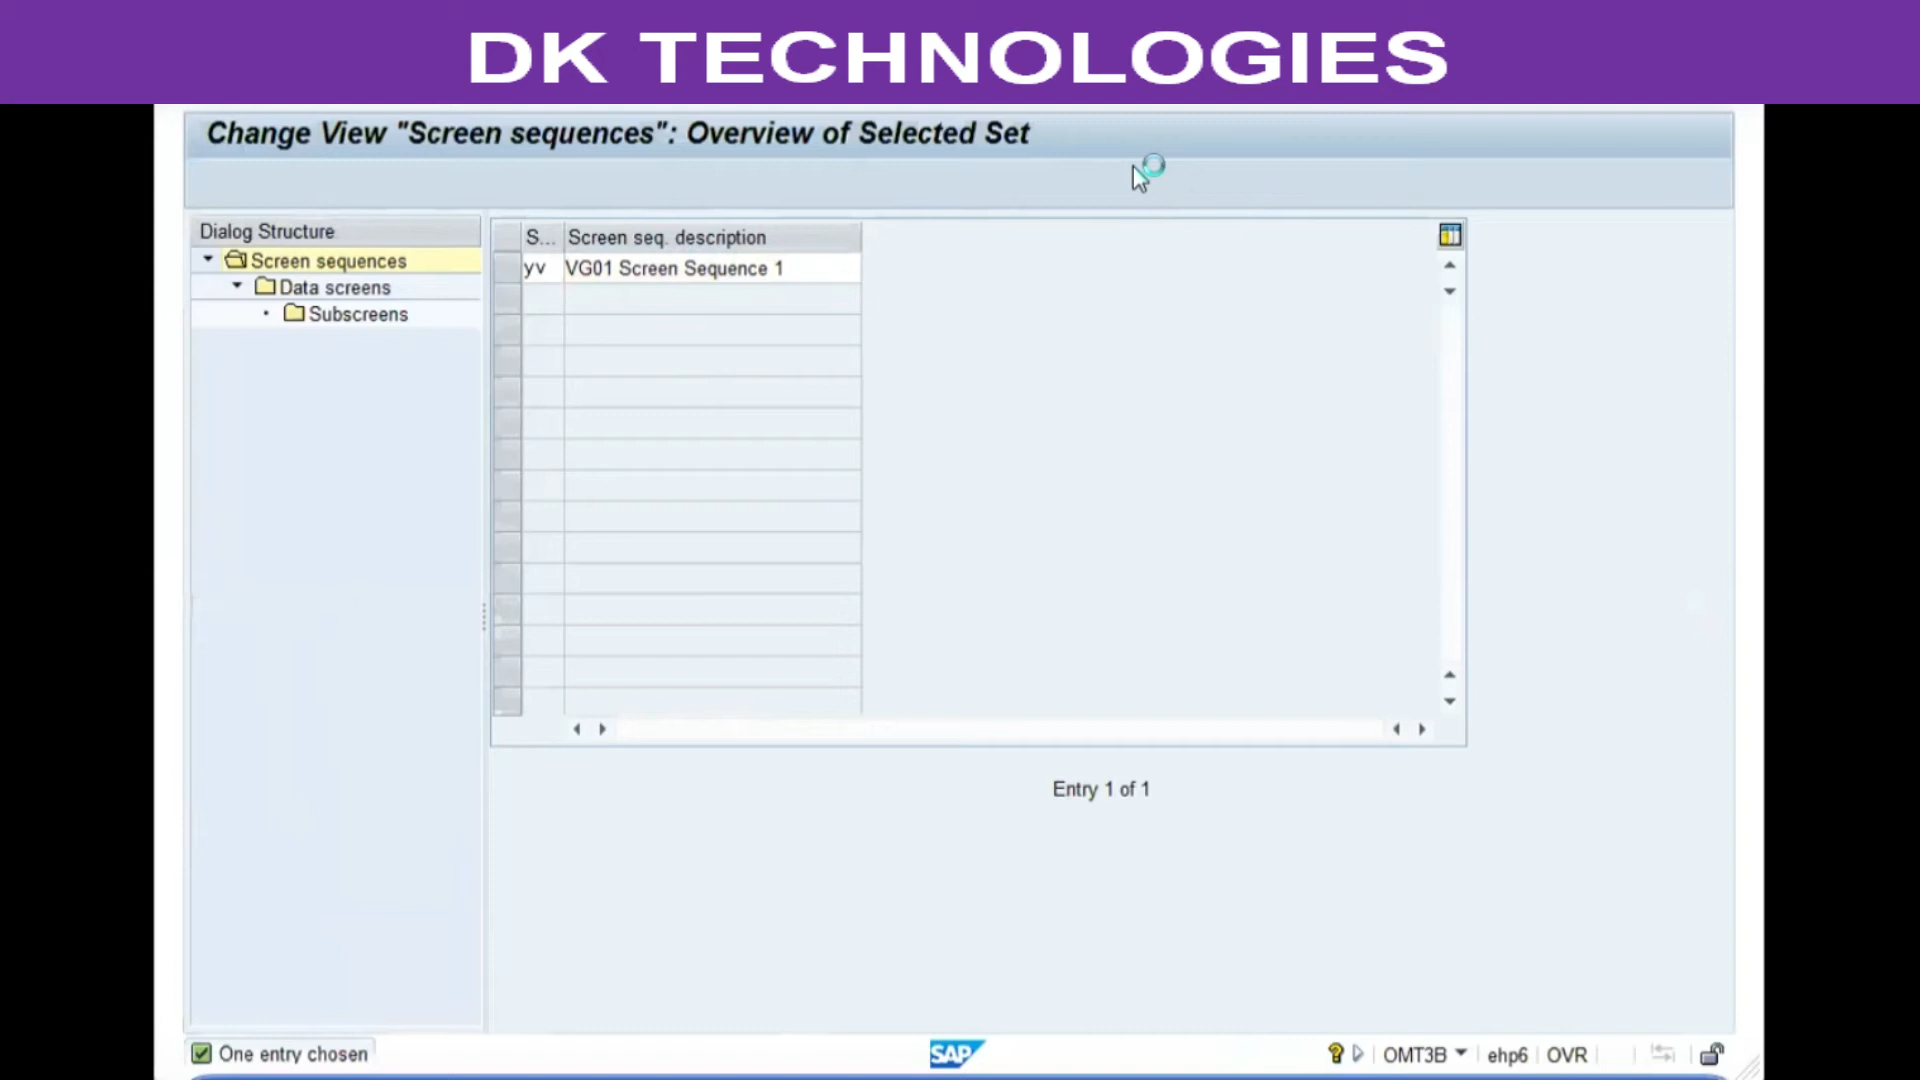 DK TECHNOLOGIES
Change View "Screen sequences": Overview of Selected Set
Dialog Structure
Screen sequences
Data screens
Subscreens
S... Screen seq. description
yv VG01 Screen Sequence 1
Entry 1 of 1
One entry chosen
SAP
OMT3B ehp6 OVR